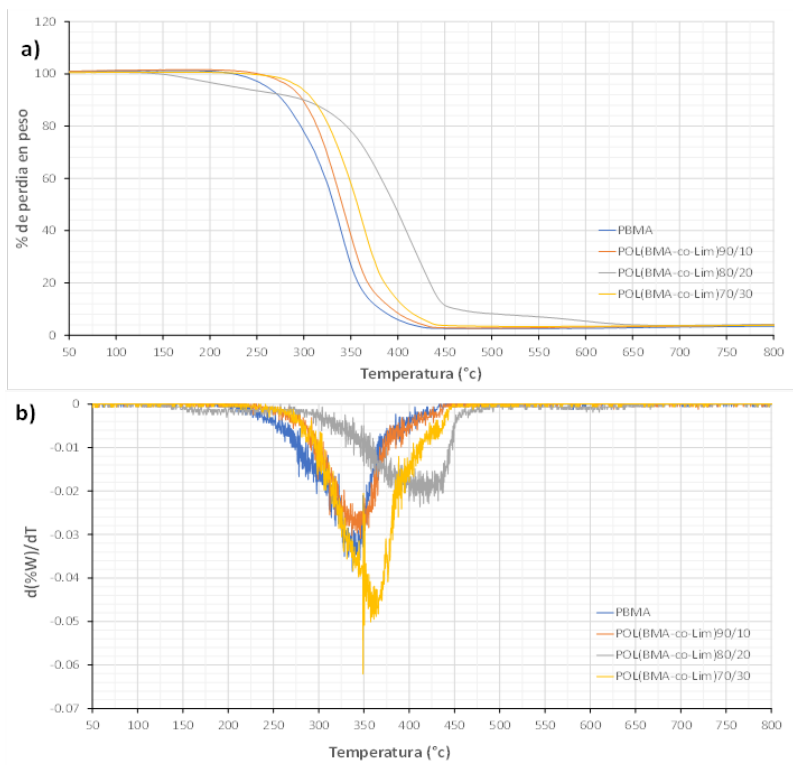 a)
120
100
80
60
40
20
0
% de perdia en peso
PBMA
POL(BMA-co-Lim)90/10
POL(BMA-co-Lim)80/20
POL(BMA-co-Lim)70/30
50 100 150 200 250 300 350 400 450 500 550 600 650 700 750 800
Temperatura (°c)
b)
0
-0.01
-0.02
-0.03
-0.04
-0.05
-0.06
-0.07
d(%W)/dT
PBMA
POL(BMA-co-Lim)90/10
POL(BMA-co-Lim)80/20
POL(BMA-co-Lim)70/30
50 100 150 200 250 300 350 400 450 500 550 600 650 700 750 800
Temperatura (°c)